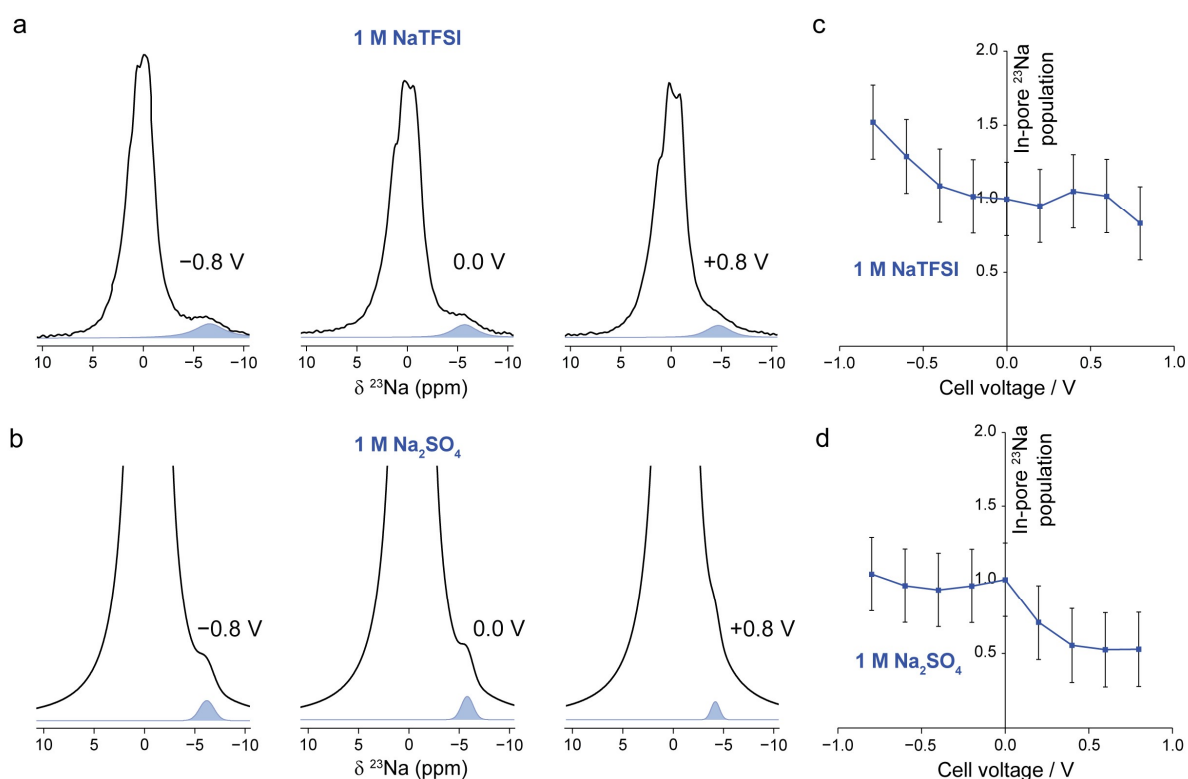 a
1 M NaTFSI
−0.8 V
0.0 V
+0.8 V
10 5 0 −5 −10
10 5 0 −5 −10
10 5 0 −5 −10
δ ²³Na (ppm)
c
2.0
1.5
1.0
0.5
In-pore ²³Na
population
1 M NaTFSI
−1.0 −0.5 0.0 0.5 1.0
Cell voltage / V
b
1 M Na₂SO₄
−0.8 V
0.0 V
+0.8 V
10 5 0 −5 −10
10 5 0 −5 −10
10 5 0 −5 −10
δ ²³Na (ppm)
d
2.0
1.5
1.0
0.5
In-pore ²³Na
population
1 M Na₂SO₄
−1.0 −0.5 0.0 0.5 1.0
Cell voltage / V